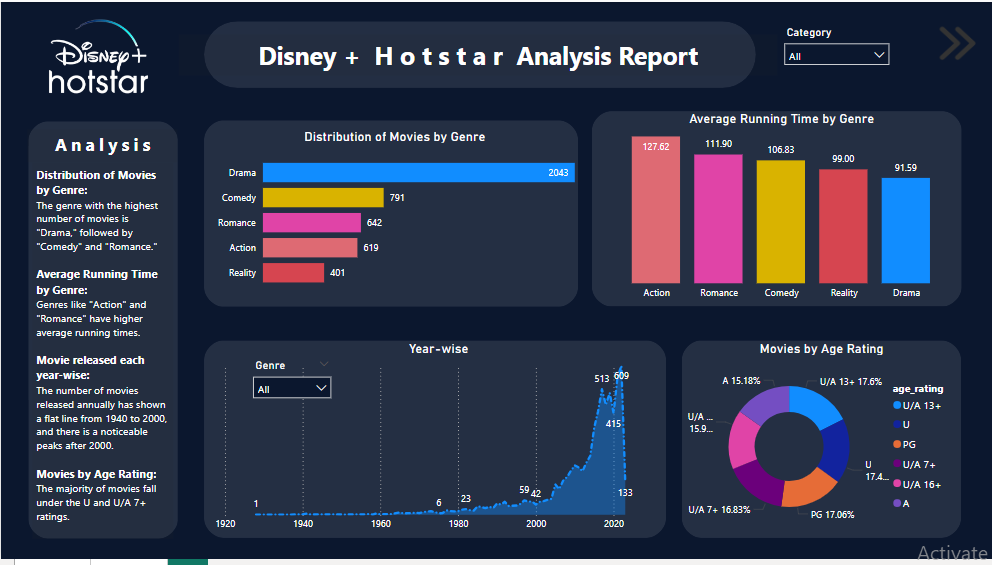 Disney+
hotstar
Disney + Hotstar Analysis Report
Category
All
Analysis
Distribution of Movies
by Genre:
The genre with the highest
number of movies is
"Drama," followed by
"Comedy" and "Romance."
Average Running Time
by Genre:
Genres like "Action" and
"Romance" have higher
average running times.
Movie released each
year-wise:
The number of movies
released annually has shown
a flat line from 1940 to 2000,
and there is a noticeable
peaks after 2000.
Movies by Age Rating:
The majority of movies fall
under the U and U/A 7+
ratings.
Distribution of Movies by Genre
Drama 2043
Comedy 791
Romance 642
Action 619
Reality 401
Average Running Time by Genre
127.62 111.90 106.83 99.00 91.59
Action Romance Comedy Reality Drama
Year-wise
Genre
All
513 609
415
1 6 23 59 42 133
1920 1940 1960 1980 2000 2020
Movies by Age Rating
A 15.18% U/A 13+ 17.6%
U/A ...
15.9...
U
17.4...
U/A 7+ 16.83% PG 17.06%
age_rating
U/A 13+
U
PG
U/A 7+
U/A 16+
A
Activate